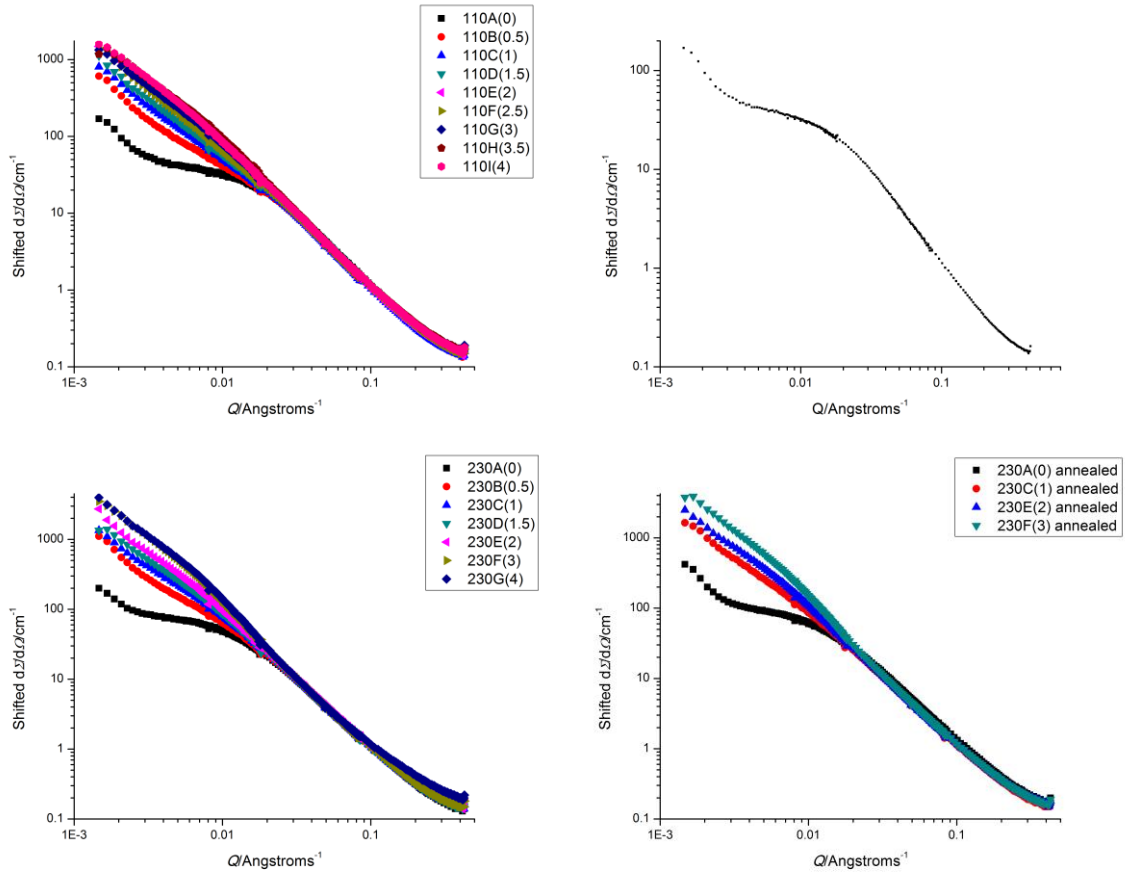 110A(0)
110B(0.5)
110C(1)
110D(1.5)
110E(2)
110F(2.5)
110G(3)
110H(3.5)
110I(4)
1000
100
10
1
0.1
1E-3
0.01
0.1
Shifted dΣ/dΩ/cm⁻¹
Q/Angstroms⁻¹
100
10
1
0.1
1E-3
0.01
0.1
Shifted dΣ/dΩ/cm⁻¹
Q/Angstroms⁻¹
230A(0)
230B(0.5)
230C(1)
230D(1.5)
230E(2)
230F(3)
230G(4)
1000
100
10
1
0.1
1E-3
0.01
0.1
Shifted dΣ/dΩ/cm⁻¹
Q/Angstroms⁻¹
230A(0) annealed
230C(1) annealed
230E(2) annealed
230F(3) annealed
1000
100
10
1
0.1
1E-3
0.01
0.1
Shifted dΣ/dΩ/cm⁻¹
Q/Angstroms⁻¹